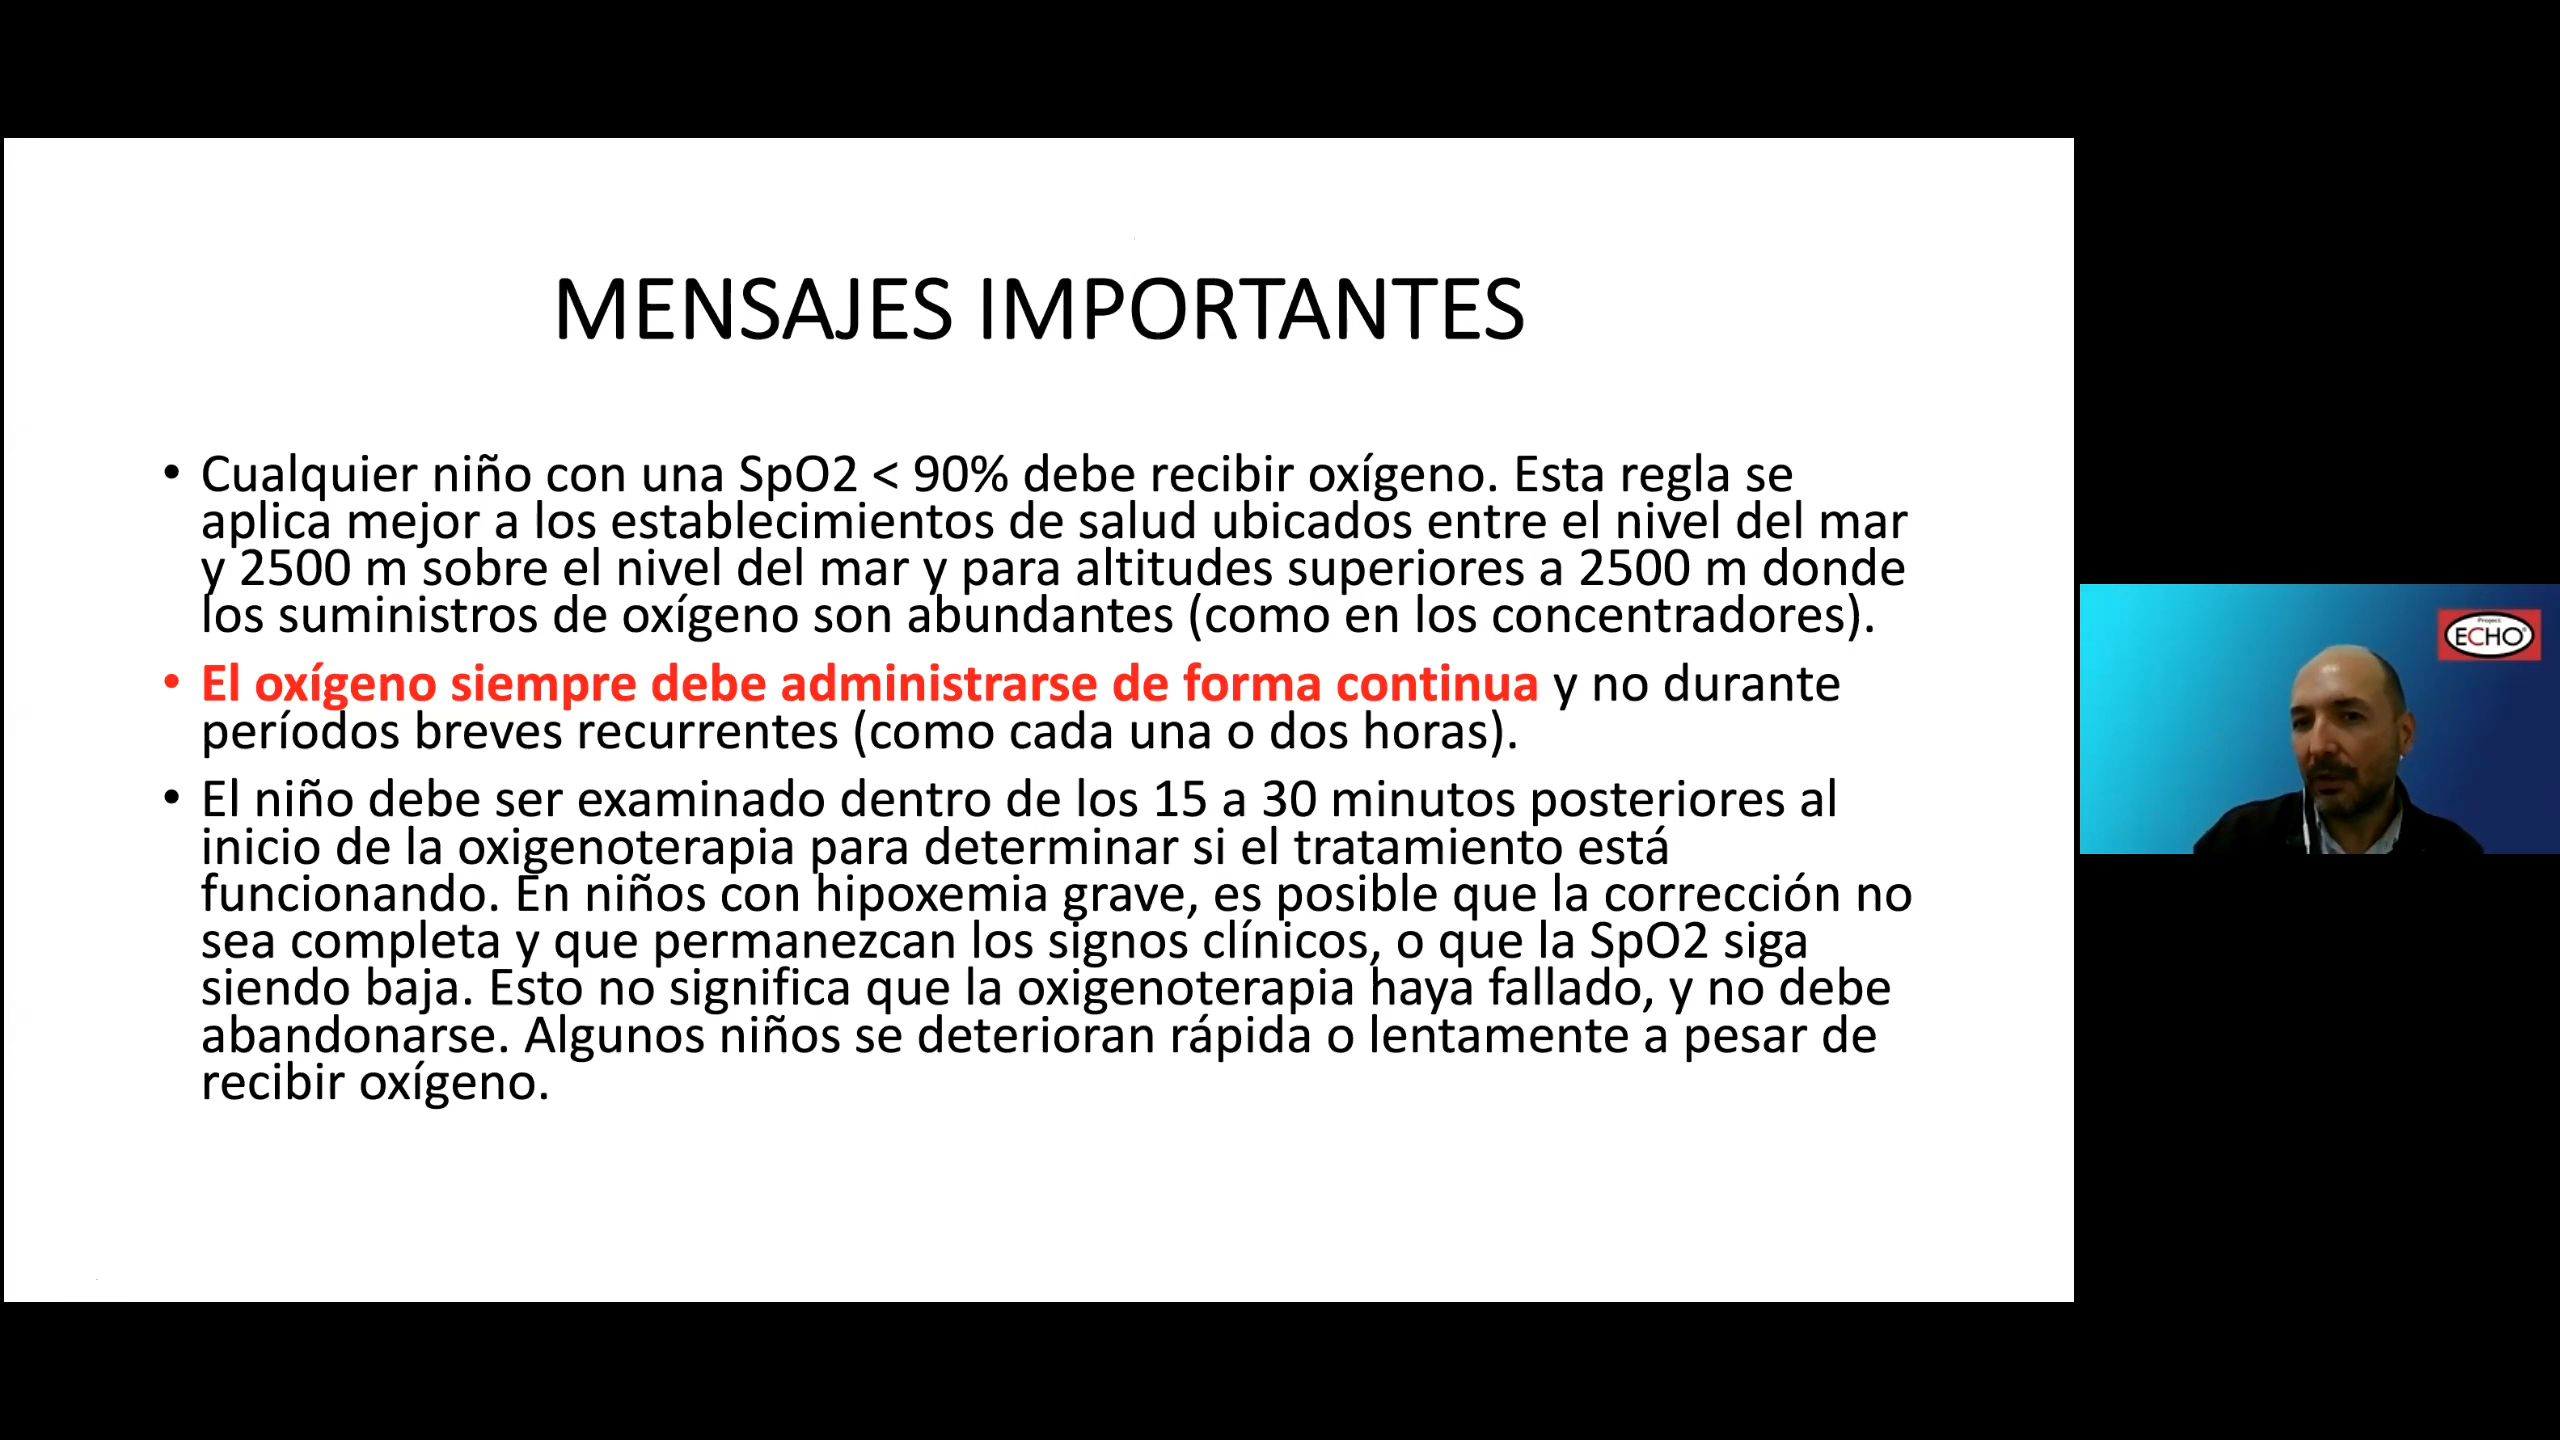 MENSAJES IMPORTANTES
• Cualquier niño con una SpO2 < 90% debe recibir oxígeno. Esta regla se
aplica mejor a los establecimientos de salud ubicados entre el nivel del mar
y 2500 m sobre el nivel del mar y para altitudes superiores a 2500 m donde
los suministros de oxígeno son abundantes (como en los concentradores).
• El oxígeno siempre debe administrarse de forma continua y no durante
períodos breves recurrentes (como cada una o dos horas).
• El niño debe ser examinado dentro de los 15 a 30 minutos posteriores al
inicio de la oxigenoterapia para determinar si el tratamiento está
funcionando. En niños con hipoxemia grave, es posible que la corrección no
sea completa y que permanezcan los signos clínicos, o que la SpO2 siga
siendo baja. Esto no significa que la oxigenoterapia haya fallado, y no debe
abandonarse. Algunos niños se deterioran rápida o lentamente a pesar de
recibir oxígeno.
Project
ECHO®